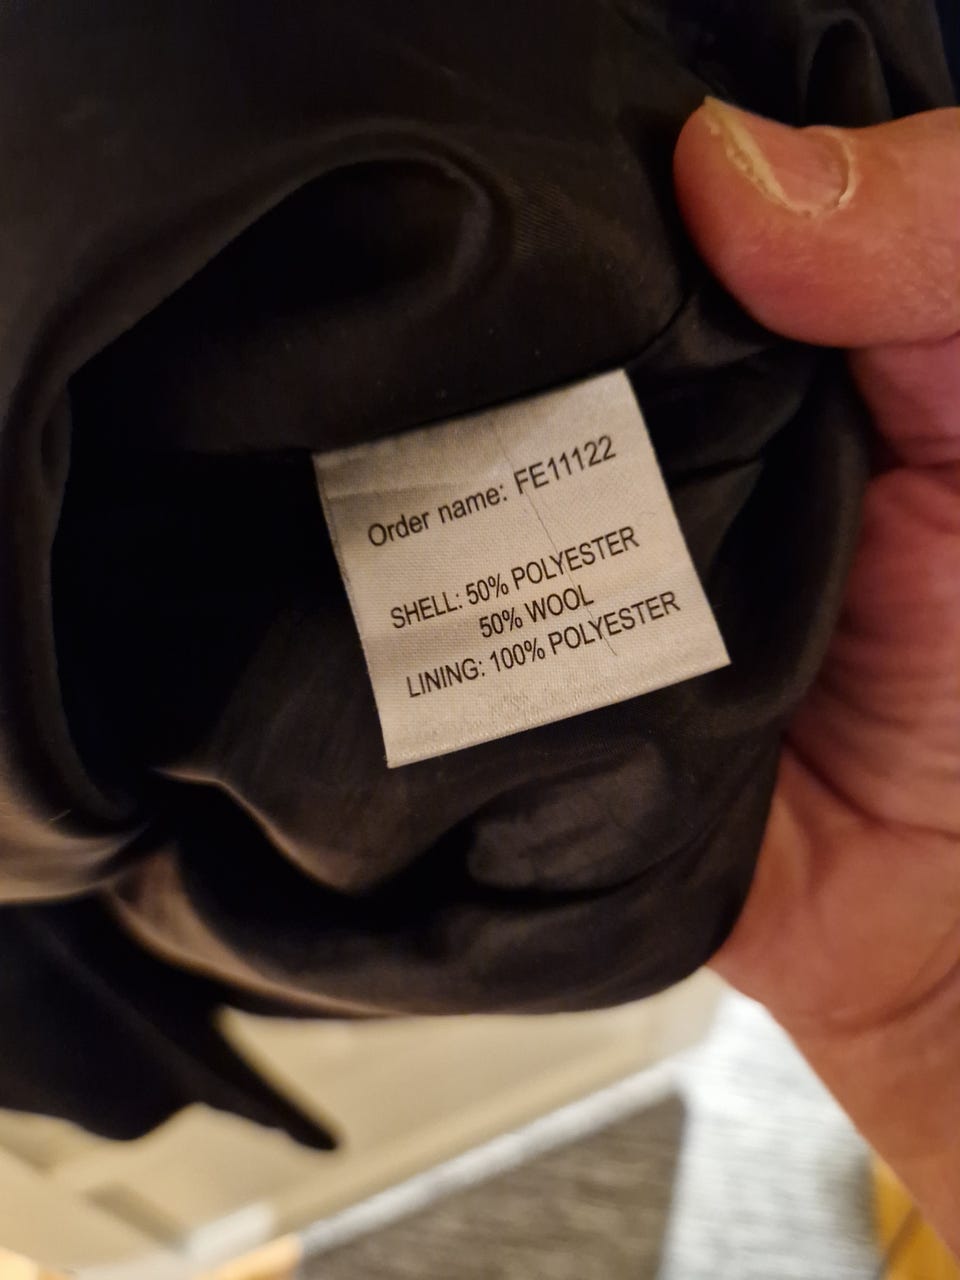 Order name: FE11122
SHELL: 50% POLYESTER
50% WOOL
LINING: 100% POLYESTER